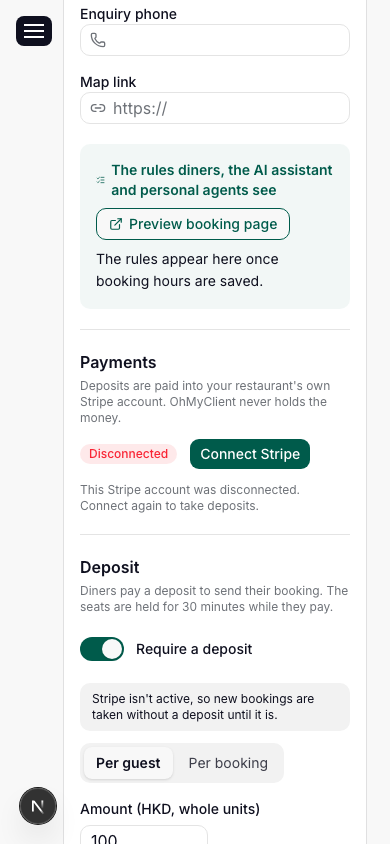 Enquiry phone
Map link
https://
The rules diners, the AI assistant
and personal agents see
Preview booking page
The rules appear here once
booking hours are saved.
Payments
Deposits are paid into your restaurant's own
Stripe account. OhMyClient never holds the
money.
Disconnected
Connect Stripe
This Stripe account was disconnected.
Connect again to take deposits.
Deposit
Diners pay a deposit to send their booking. The
seats are held for 30 minutes while they pay.
Require a deposit
Stripe isn't active, so new bookings are
taken without a deposit until it is.
Per guest
Per booking
N
Amount (HKD, whole units)
100